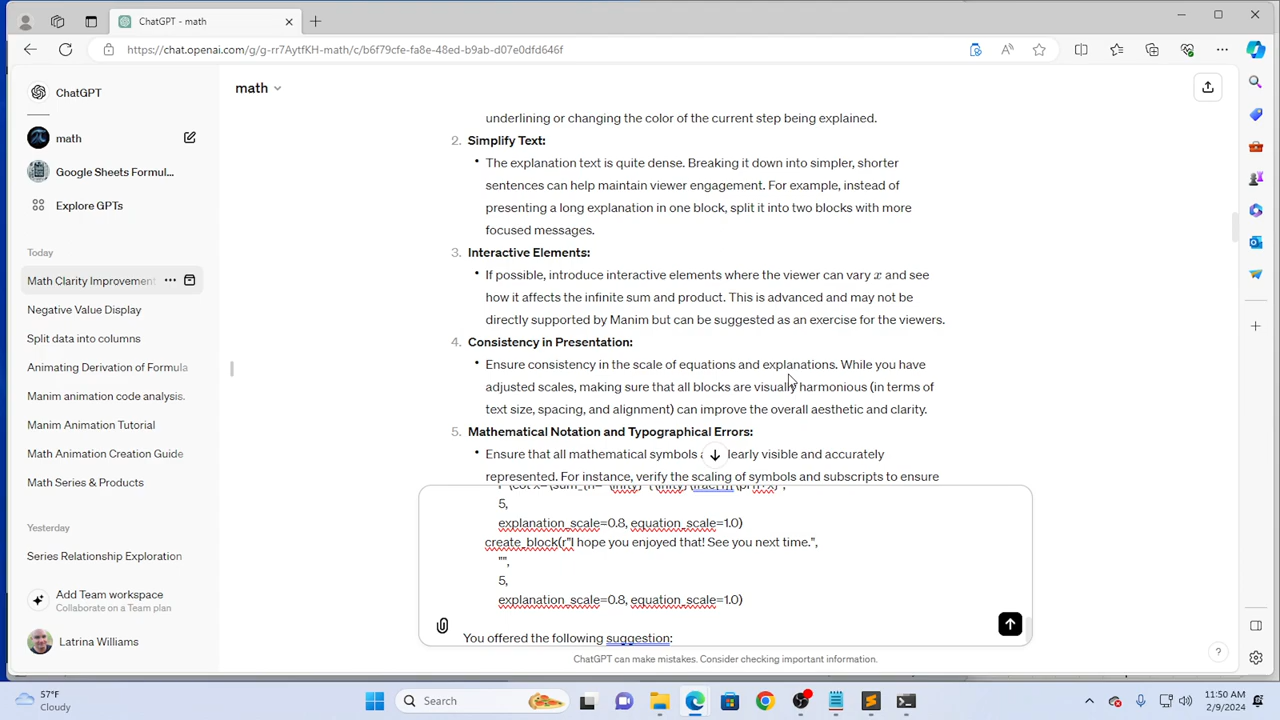 ChatGPT - math
https://chat.openai.com/g/g-rr7AytfKH-math/c/b6f79cfe-fa8e-48ed-b9ab-d07e0dfd646f
ChatGPT
math
Google Sheets Formul...
Explore GPTs
Today
Math Clarity Improvement
Negative Value Display
Split data into columns
Animating Derivation of Formula
Manim animation code analysis.
Manim Animation Tutorial
Math Animation Creation Guide
Math Series & Products
Yesterday
Series Relationship Exploration
Add Team workspace
Collaborate on a Team plan
Latrina Williams
math
underlining or changing the color of the current step being explained.
2. Simplify Text:
• The explanation text is quite dense. Breaking it down into simpler, shorter
sentences can help maintain viewer engagement. For example, instead of
presenting a long explanation in one block, split it into two blocks with more
focused messages.
3. Interactive Elements:
• If possible, introduce interactive elements where the viewer can vary x and see
how it affects the infinite sum and product. This is advanced and may not be
directly supported by Manim but can be suggested as an exercise for the viewers.
4. Consistency in Presentation:
• Ensure consistency in the scale of equations and explanations. While you have
adjusted scales, making sure that all blocks are visually harmonious (in terms of
text size, spacing, and alignment) can improve the overall aesthetic and clarity.
5. Mathematical Notation and Typographical Errors:
• Ensure that all mathematical symbols learly visible and accurately
represented. For instance, verify the scaling of symbols and subscripts to ensure
5,
explanation_scale=0.8, equation_scale=1.0)
create_block(r"I hope you enjoyed that! See you next time.",
"",
5,
explanation_scale=0.8, equation_scale=1.0)
You offered the following suggestion:
ChatGPT can make mistakes. Consider checking important information.
?
57°F
Cloudy
Search
11:50 AM
2/9/2024